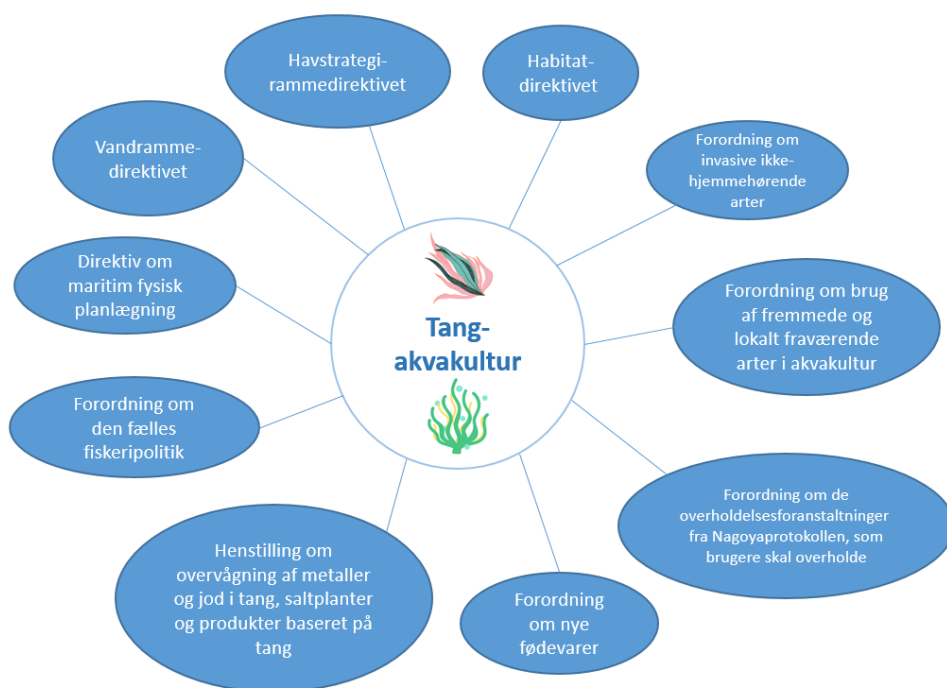 Havstrategi-
rammedirektivet
Habitat-
direktivet
Vandramme-
direktivet
Forordning om
invasive ikke-
hjemmehørende
arter
Direktiv om
maritim fysisk
planlægning
Tang-
akvakultur
Forordning om brug
af fremmede og
lokalt fraværende
arter i akvakultur
Forordning om
den fælles
fiskeripolitik
Forordning om de
overholdelsesforanstaltninger
fra Nagoyaprotokollen, som
brugere skal overholde
Henstilling om
overvågning af metaller
og jod i tang, saltplanter
og produkter baseret på
tang
Forordning
om nye
fødevarer